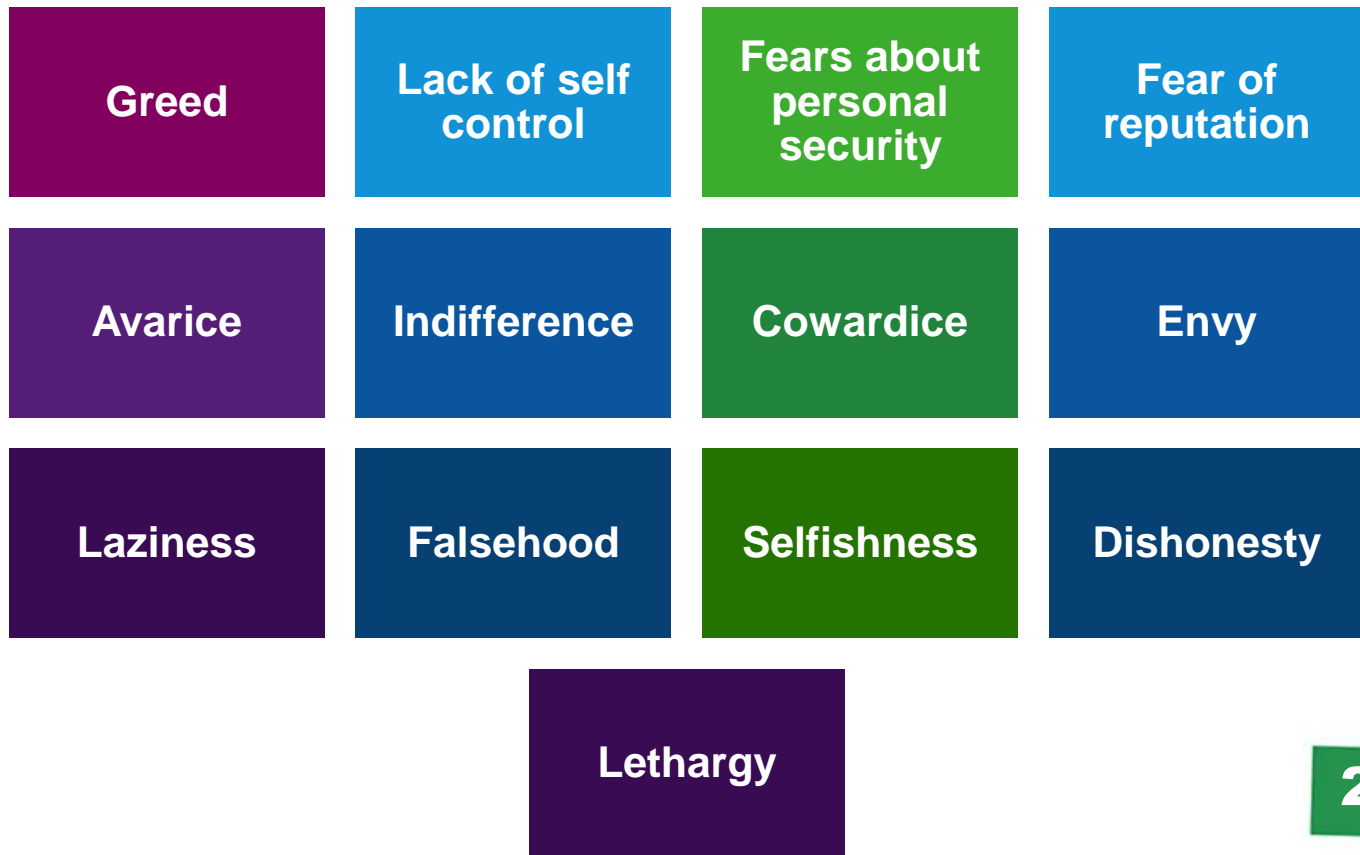 Greed
Lack of self
control
Fears about
personal
security
Fear of
reputation
Avarice
Indifference
Cowardice
Envy
Laziness
Falsehood
Selfishness
Dishonesty
Lethargy
2